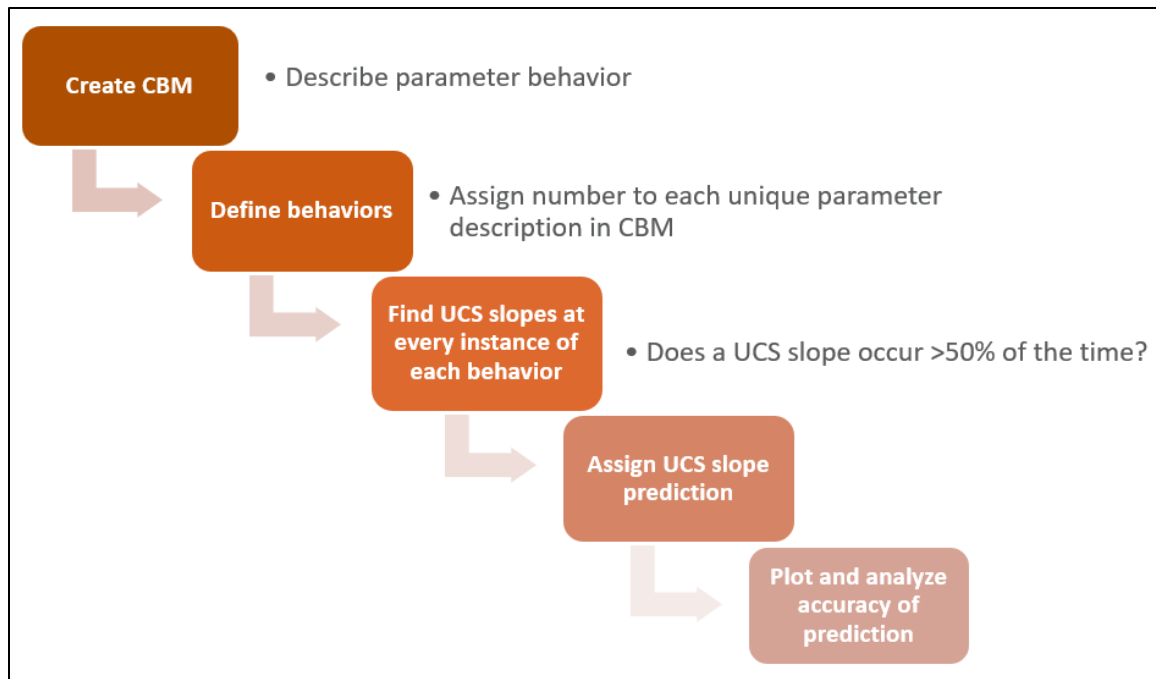 Create CBM
• Describe parameter behavior
Define behaviors
• Assign number to each unique parameter
description in CBM
Find UCS slopes at
every instance of
each behavior
• Does a UCS slope occur >50% of the time?
Assign UCS slope
prediction
Plot and analyze
accuracy of
prediction